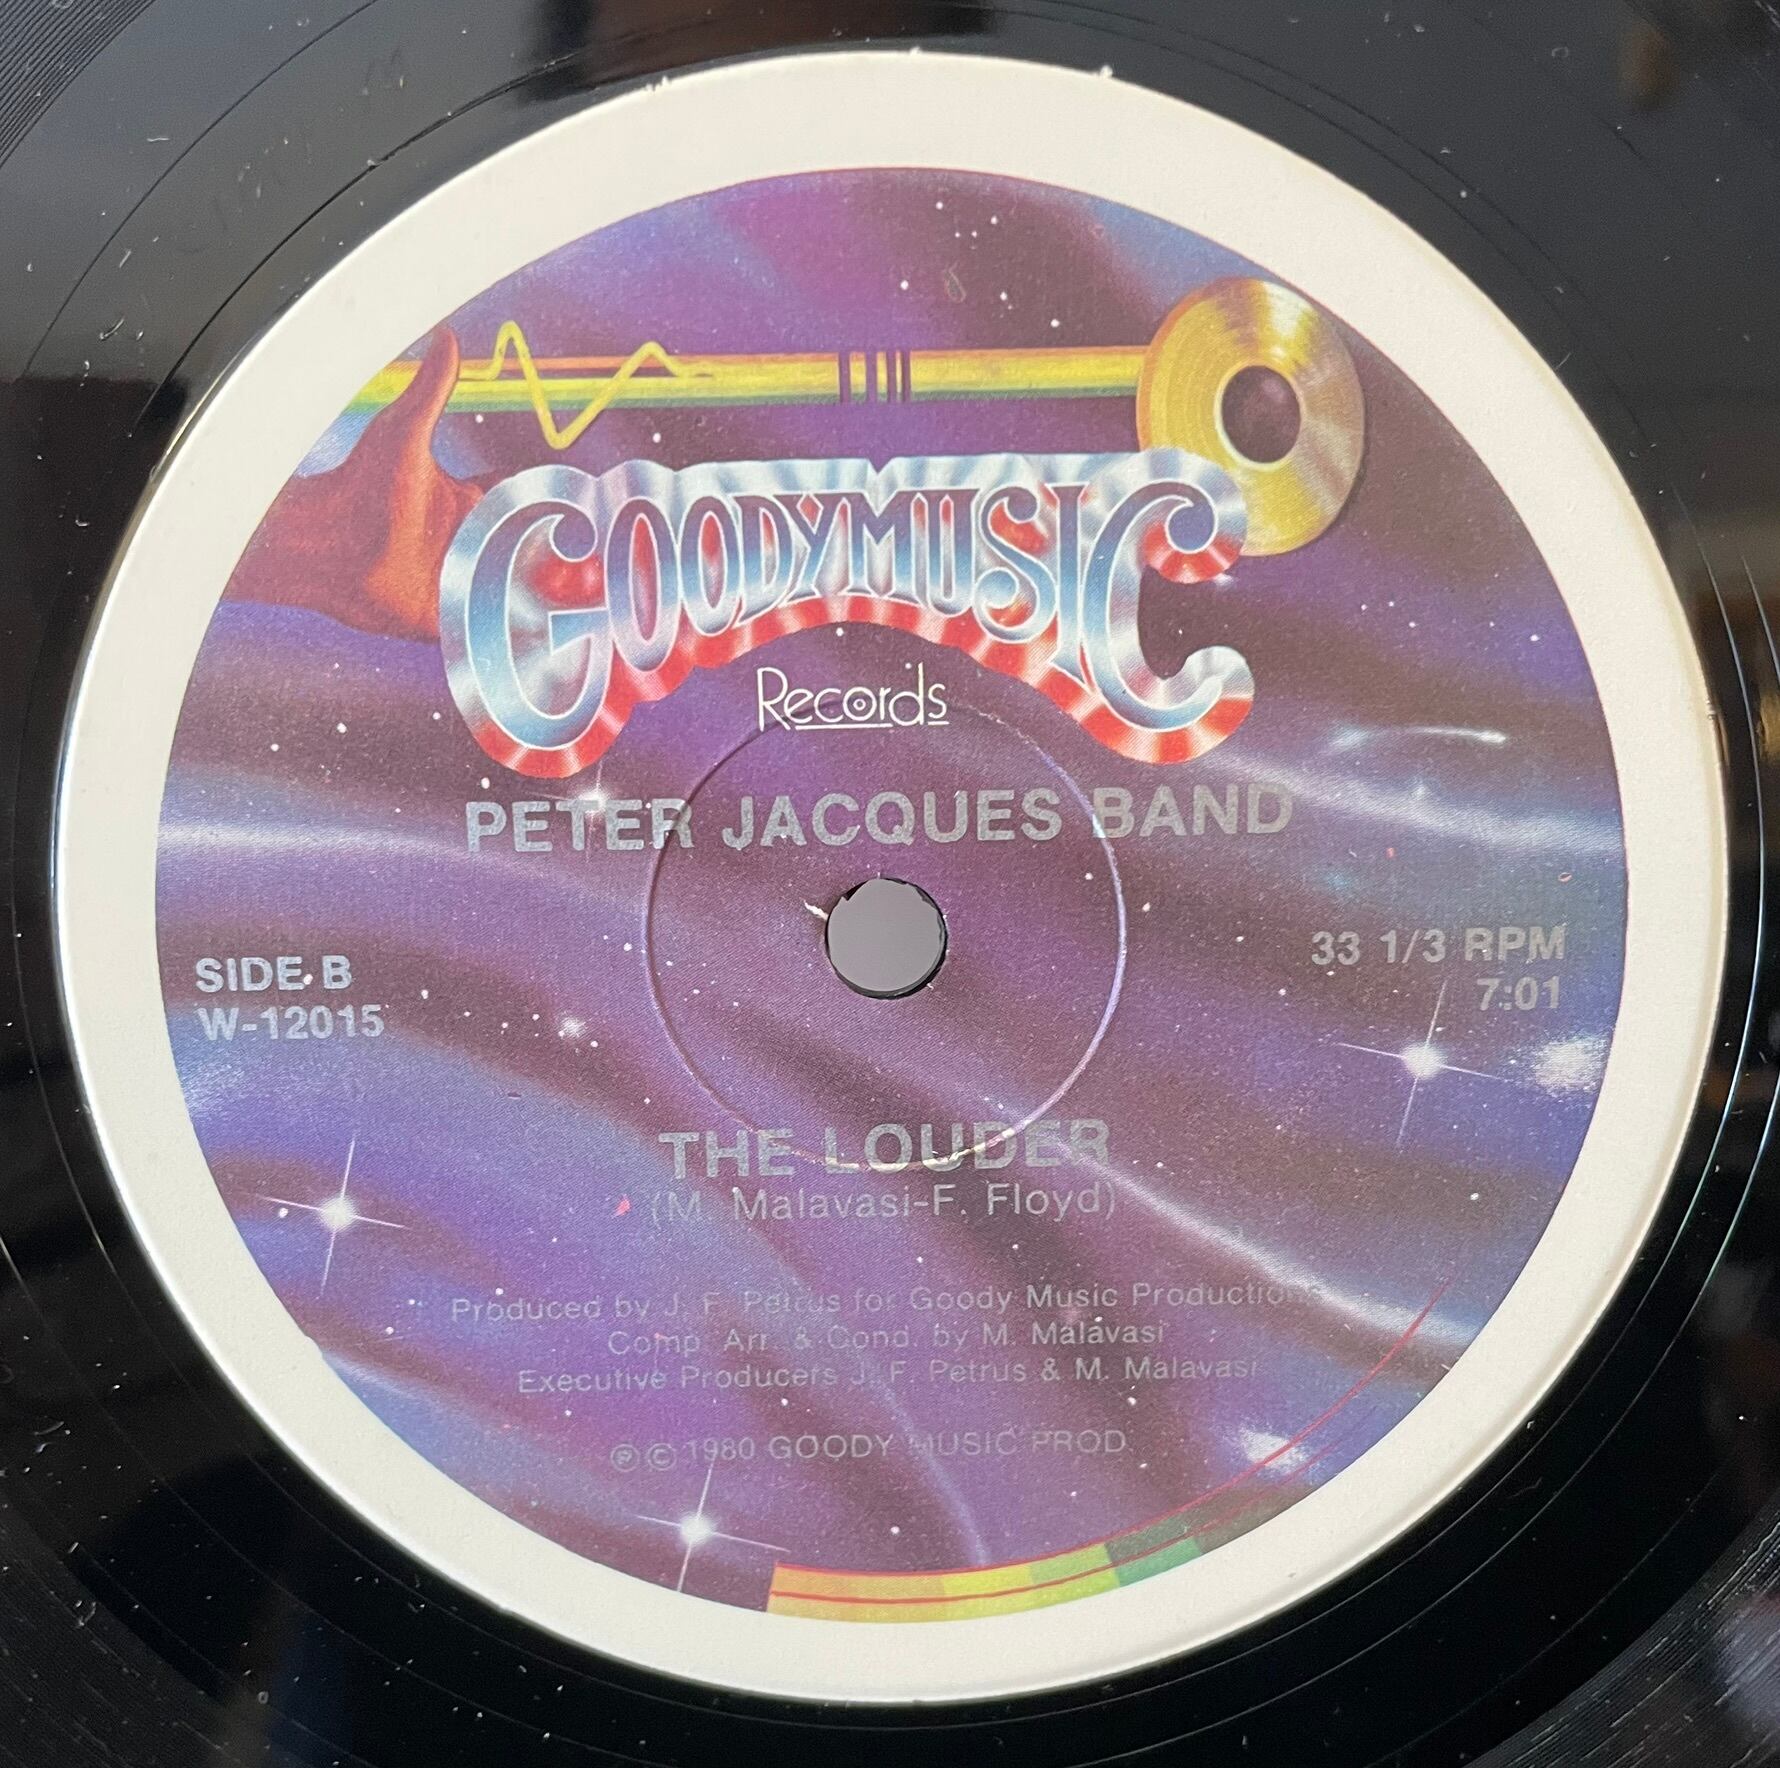 GOODYMUSIC
Records
PETER JACQUES BAND
SIDE B
W-12015
33 1/3 RPM
7:01
THE LOUDER
(M. Malavasi-F. Floyd)
Produced by J. F. Petrus for Goody Music Production
Comp. Arr. & Cond. by M. Malavasi
Executive Producers J. F. Petrus & M. Malavasi
℗ © 1980 GOODY MUSIC PROD.